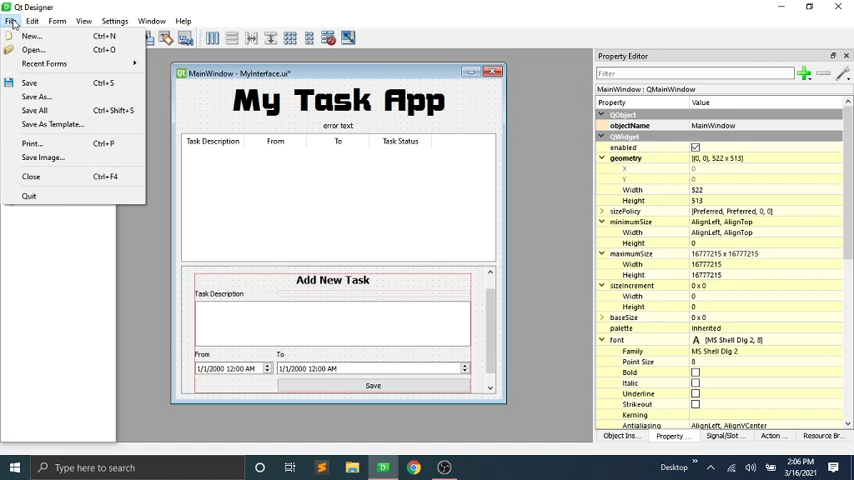 Qt Designer
File Edit Form View Settings Window Help
New... Ctrl+N
Open... Ctrl+O
Recent Forms
Save Ctrl+S
Save As...
Save All Ctrl+Shift+S
Save As Template...
Print... Ctrl+P
Save Image...
Close Ctrl+F4
Quit
Qt MainWindow - MyInterface.ui*
My Task App
error text
Task Description From To Task Status
Add New Task
Task Description
From To
1/1/2000 12:00 AM 1/1/2000 12:00 AM
Save
Property Editor
Filter
Property Value
QObject
objectName MainWindow
QWidget
enabled
geometry [(0, 0), 522 x 513]
X 0
Y 0
Width 522
Height 513
sizePolicy [Preferred, Preferred, 0, 0]
minimumSize AlignLeft, AlignTop
Width AlignLeft, AlignTop
Height 0
maximumSize 16777215 x 16777215
Width 16777215
Height 16777215
sizeIncrement 0 x 0
Width 0
Height 0
baseSize 0 x 0
palette Inherited
font A [MS Shell Dlg 2, 8]
Family MS Shell Dlg 2
Point Size 8
Bold
Italic
Underline
Strikeout
Kerning
Antialiasing AlignLeft, AlignVCenter
Object Ins... Property ... Signal/Slot ... Action ... Resource Br...
Type here to search
Desktop
2:06 PM
3/16/2021